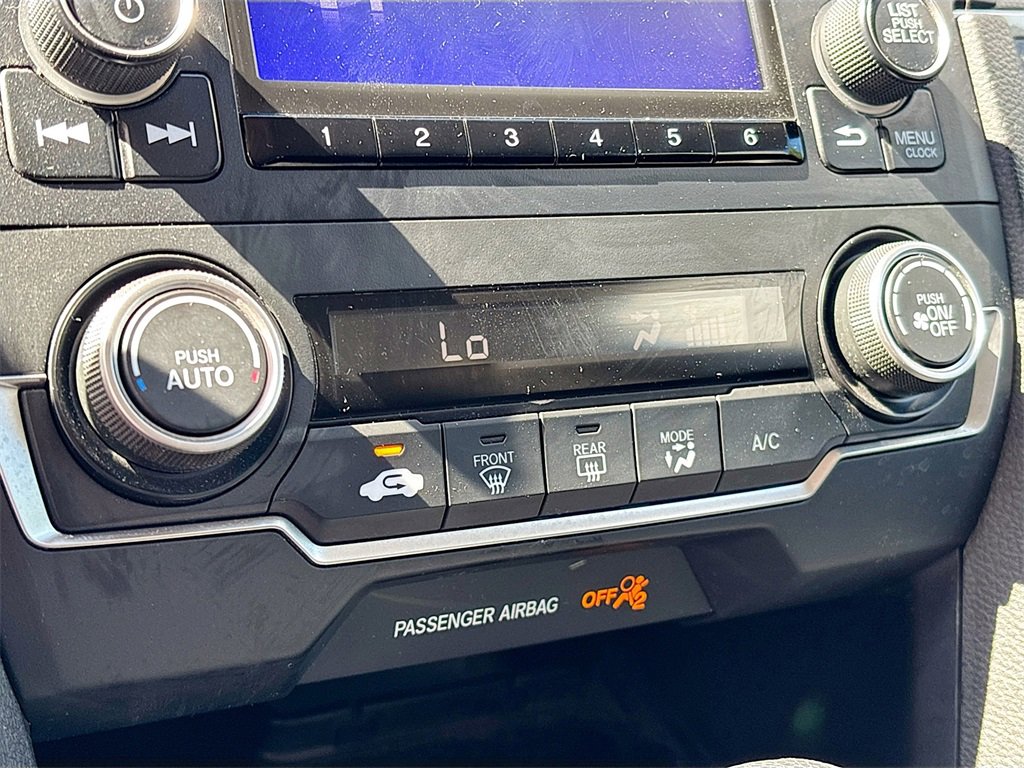 LIST
PUSH
SELECT
1 2 3 4 5 6
MENU
CLOCK
PUSH
AUTO
Lo
PUSH
ON/
OFF
FRONT
REAR
MODE
A/C
PASSENGER AIRBAG OFF 2